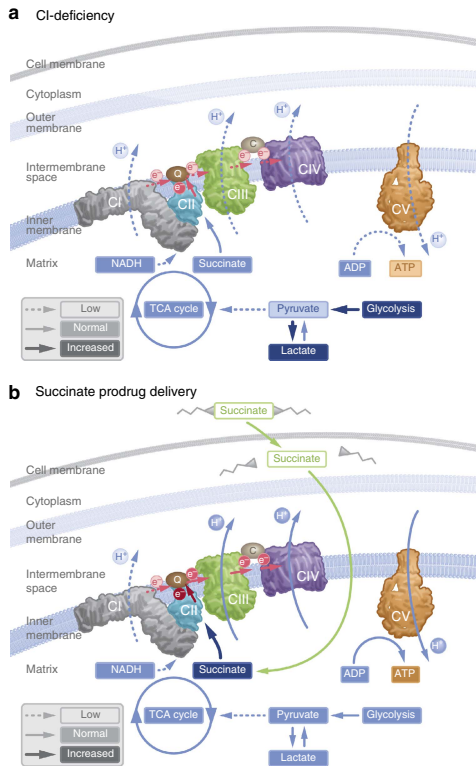 a CI-deficiency
Cell membrane
Cytoplasm
Outer
membrane
H+
H+
H+
Intermembrane
space
e-
e-
Q
e-
e-
C
e-
CI
CII
CIII
CIV
CV
Inner
membrane
H+
Matrix
NADH
Succinate
ADP
ATP
Low
Normal
Increased
TCA cycle
Pyruvate
Glycolysis
Lactate
b Succinate prodrug delivery
Succinate
Succinate
Cell membrane
Cytoplasm
Outer
membrane
H+
H+
H+
Intermembrane
space
e-
e-
Q
e-
e-
C
e-
CI
CII
CIII
CIV
CV
Inner
membrane
H+
Matrix
NADH
Succinate
ADP
ATP
Low
Normal
Increased
TCA cycle
Pyruvate
Glycolysis
Lactate